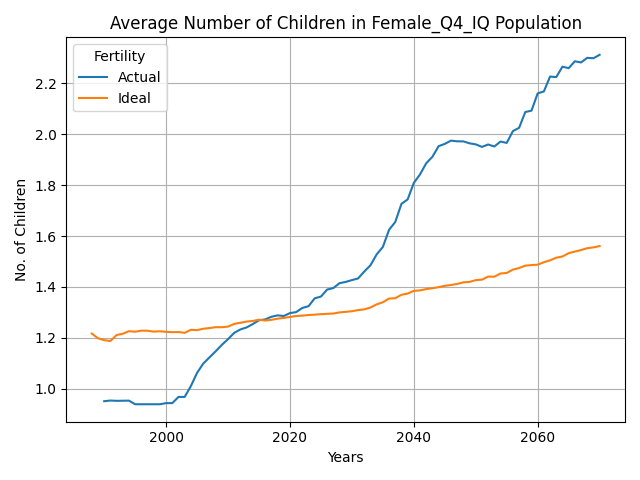 Average Number of Children in Female_Q4_IQ Population
Fertility
Actual
Ideal
No. of Children
2.2
2.0
1.8
1.6
1.4
1.2
1.0
2000
2020
2040
2060
Years